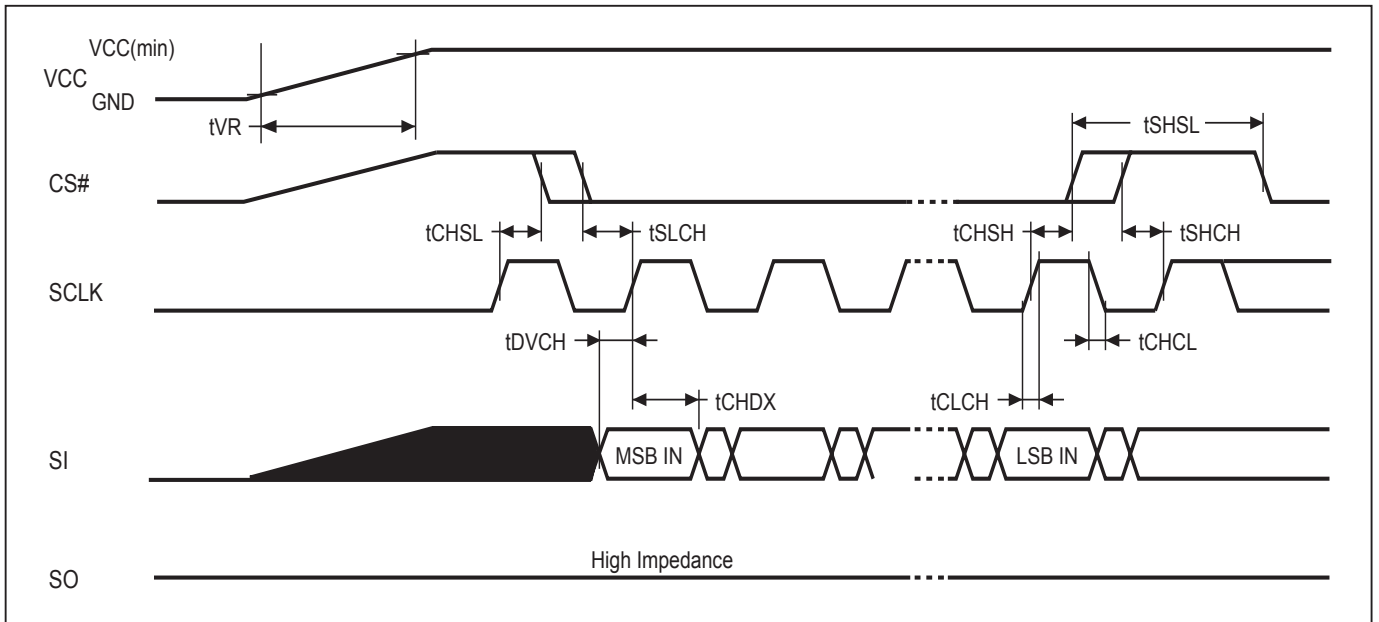 VCC(min)
VCC
GND
tVR
tSHSL
CS#
tCHSL
tSLCH
tCHSH
tSHCH
SCLK
tDVCH
tCHCL
tCHDX
tCLCH
SI
MSB IN
LSB IN
High Impedance
SO